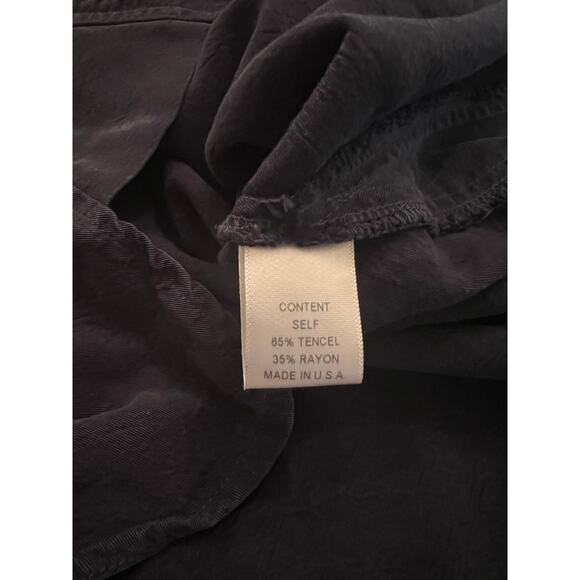 CONTENT
SELF
65% TENCEL
35% RAYON
MADE IN U.S.A.